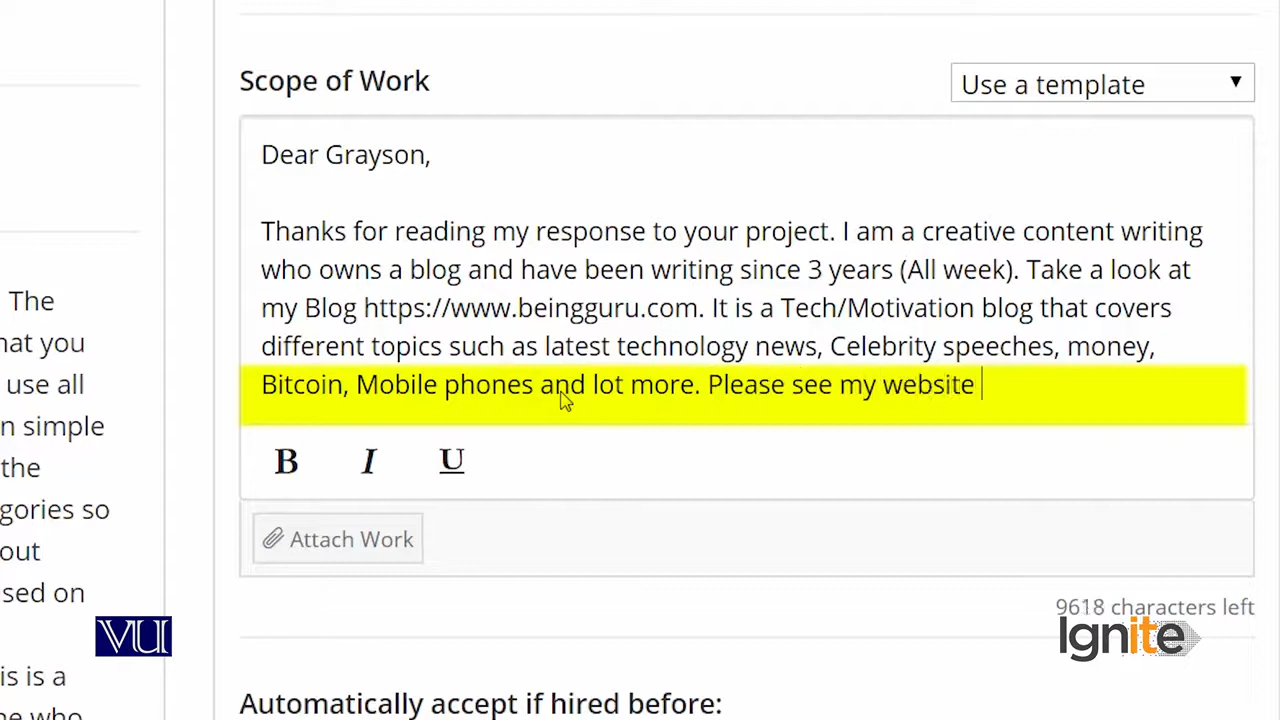 Scope of Work
Use a template
Dear Grayson,
Thanks for reading my response to your project. I am a creative content writing
who owns a blog and have been writing since 3 years (All week). Take a look at
my Blog https://www.beingguru.com. It is a Tech/Motivation blog that covers
different topics such as latest technology news, Celebrity speeches, money,
Bitcoin, Mobile phones and lot more. Please see my website
B I U
Attach Work
9618 characters left
Automatically accept if hired before:
The
hat you
use all
n simple
the
gories so
out
sed on
is is a
ne who
VU
Ignite